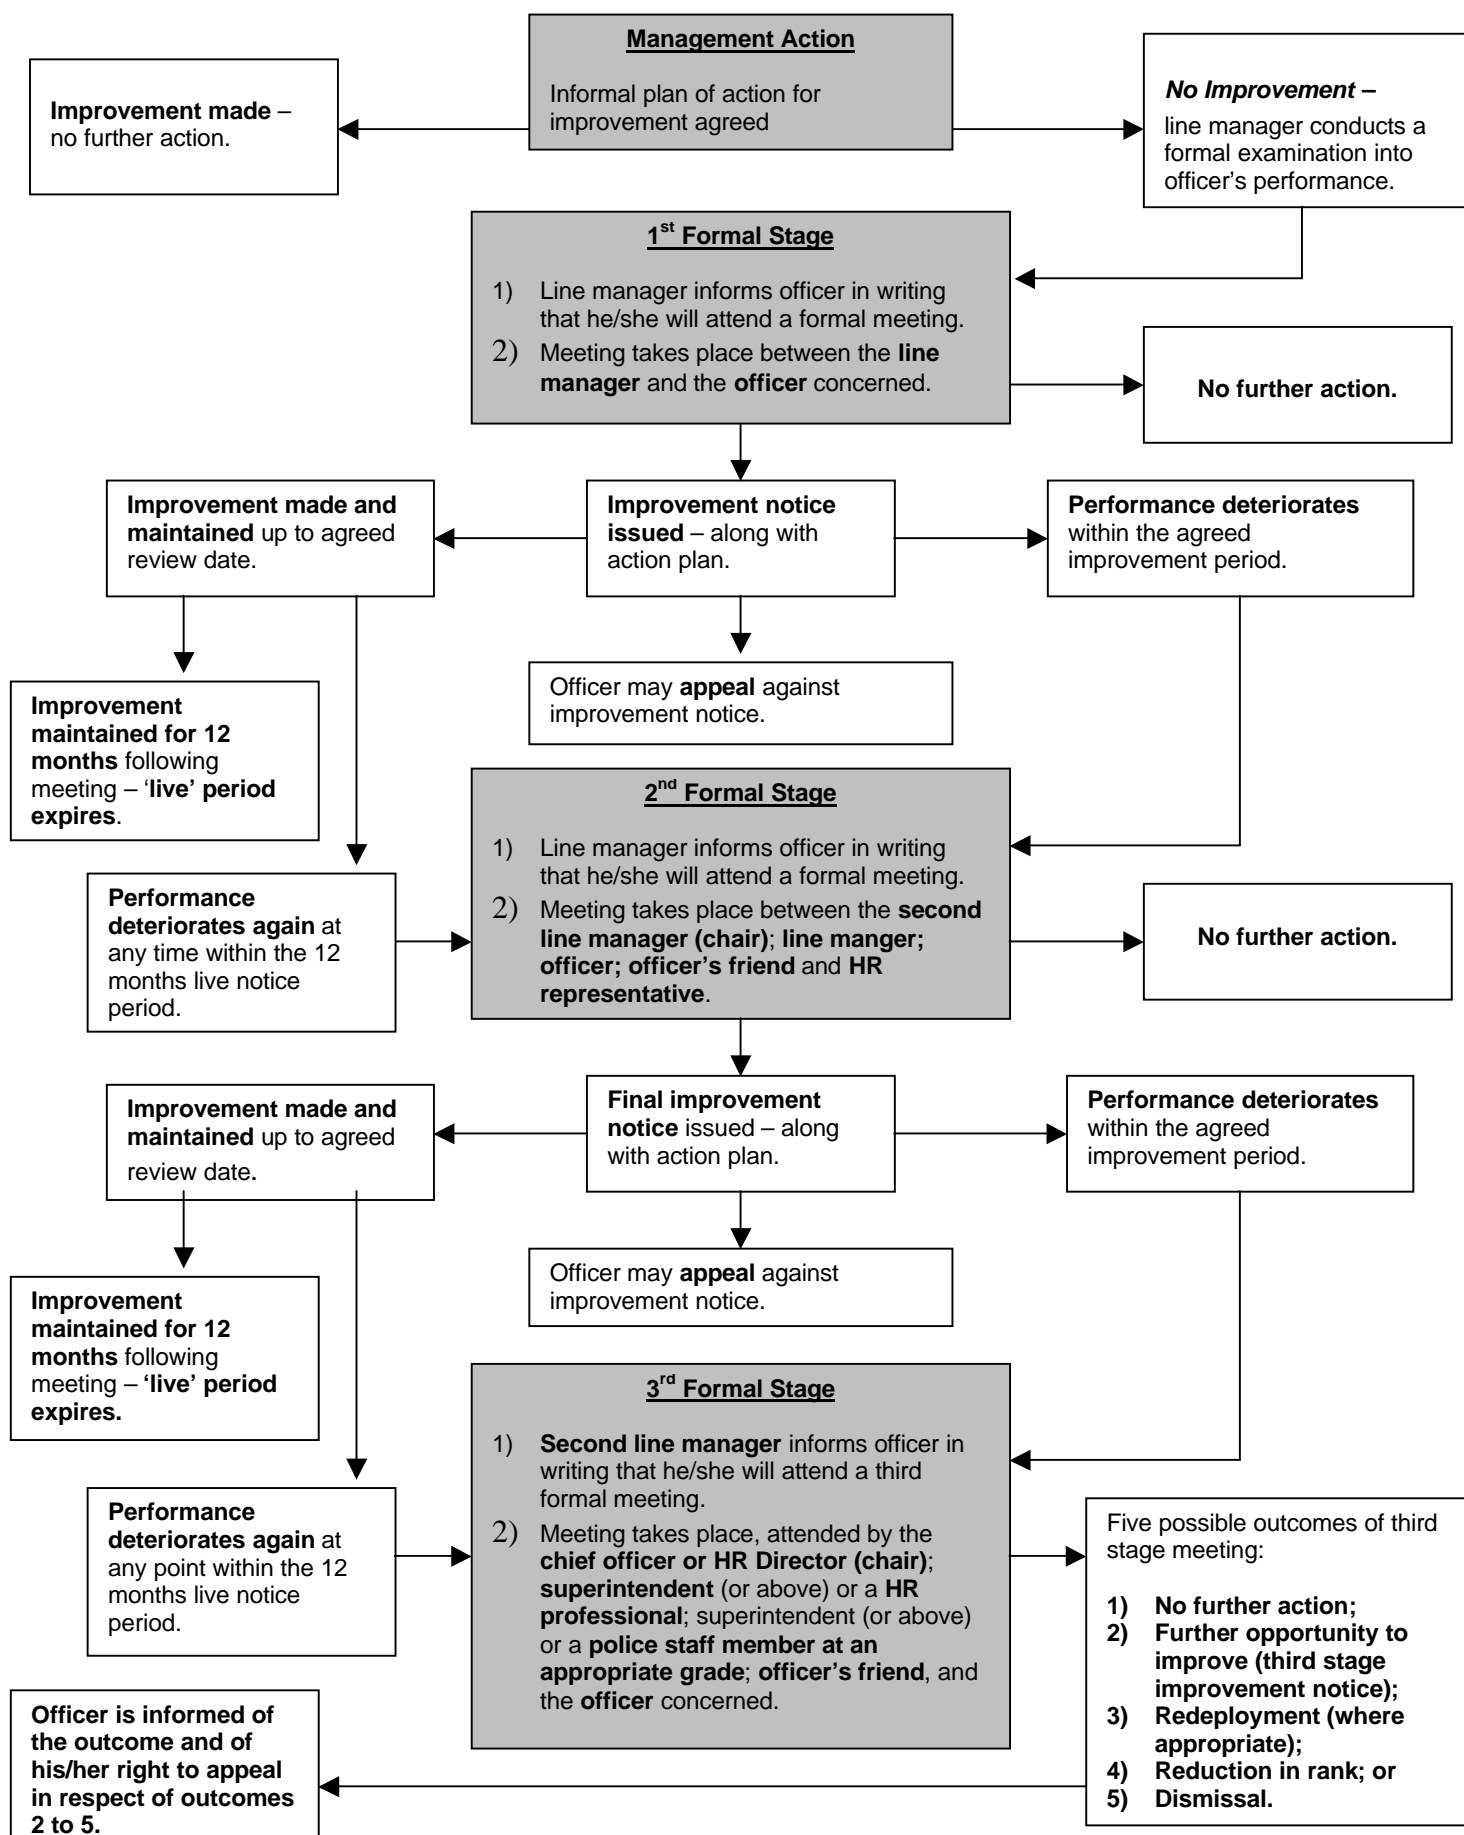 Management Action
Informal plan of action for
improvement agreed
Improvement made –
no further action.
No Improvement –
line manager conducts a
formal examination into
officer's performance.
1st Formal Stage
1) Line manager informs officer in writing
that he/she will attend a formal meeting.
2) Meeting takes place between the line
manager and the officer concerned.
No further action.
Improvement made and
maintained up to agreed
review date.
Improvement notice
issued – along with
action plan.
Performance deteriorates
within the agreed
improvement period.
Officer may appeal against
improvement notice.
Improvement
maintained for 12
months following
meeting – ‘live’ period
expires.
2nd Formal Stage
1) Line manager informs officer in writing
that he/she will attend a formal meeting.
2) Meeting takes place between the second
line manager (chair); line manger;
officer; officer’s friend and HR
representative.
Performance
deteriorates again at
any time within the 12
months live notice
period.
No further action.
Improvement made and
maintained up to agreed
review date.
Final improvement
notice issued – along
with action plan.
Performance deteriorates
within the agreed
improvement period.
Officer may appeal against
improvement notice.
Improvement
maintained for 12
months following
meeting – ‘live’ period
expires.
3rd Formal Stage
1) Second line manager informs officer in
writing that he/she will attend a third
formal meeting.
2) Meeting takes place, attended by the
chief officer or HR Director (chair);
superintendent (or above) or a HR
professional; superintendent (or above)
or a police staff member at an
appropriate grade; officer’s friend, and
the officer concerned.
Performance
deteriorates again at
any point within the 12
months live notice
period.
Five possible outcomes of third
stage meeting:
1) No further action;
2) Further opportunity to
improve (third stage
improvement notice);
3) Redeployment (where
appropriate);
4) Reduction in rank; or
5) Dismissal.
Officer is informed of
the outcome and of
his/her right to appeal
in respect of outcomes
2 to 5.